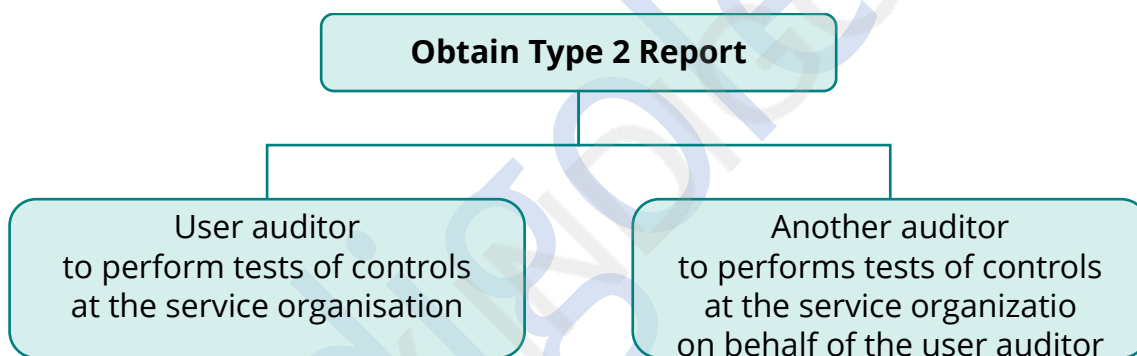 Obtain Type 2 Report
User auditor
to perform tests of controls
at the service organisation
Another auditor
to performs tests of controls
at the service organizatio
on behalf of the user auditor